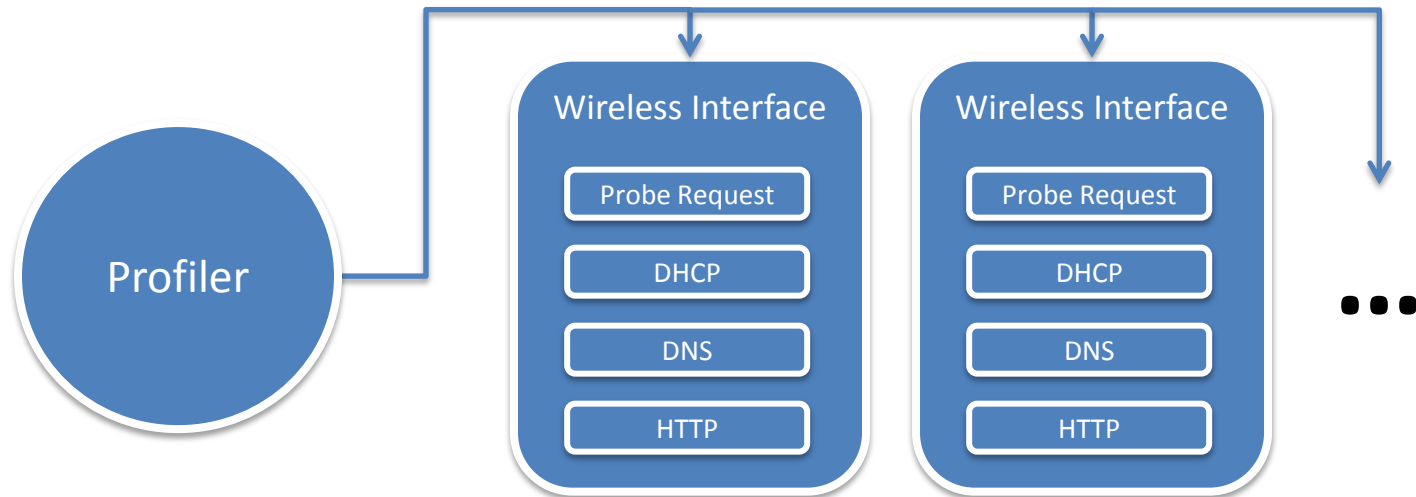 Profiler
Wireless Interface
Probe Request
DHCP
DNS
HTTP
Wireless Interface
Probe Request
DHCP
DNS
HTTP
...